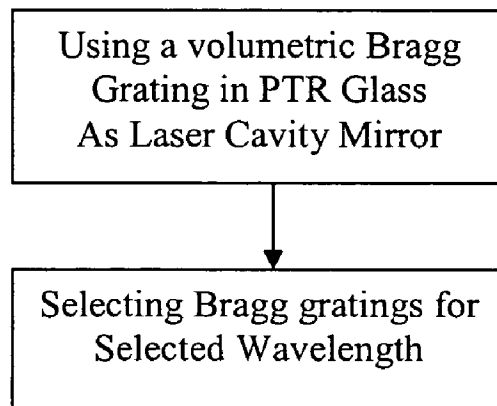 Using a volumetric Bragg
Grating in PTR Glass
As Laser Cavity Mirror
Selecting Bragg gratings for
Selected Wavelength